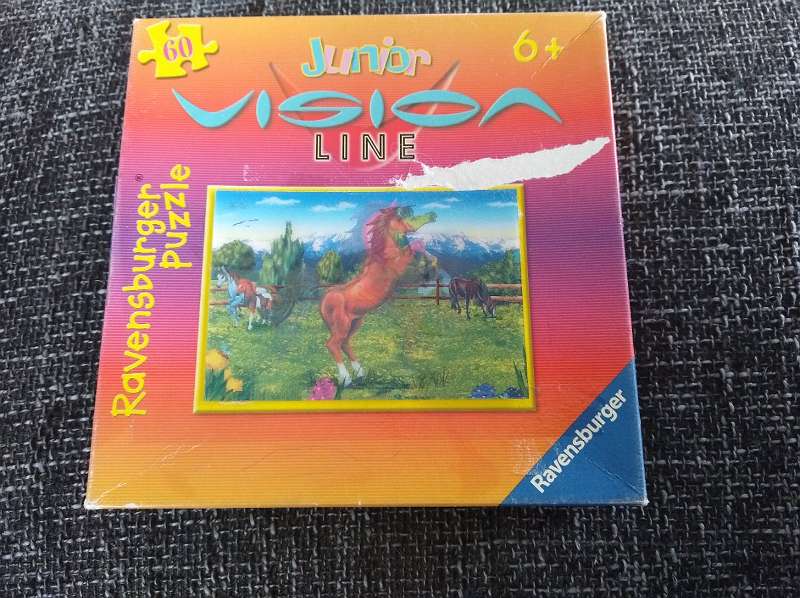 60
Junior
6+
VISION
LINE
Ravensburger®
Puzzle
Ravensburger